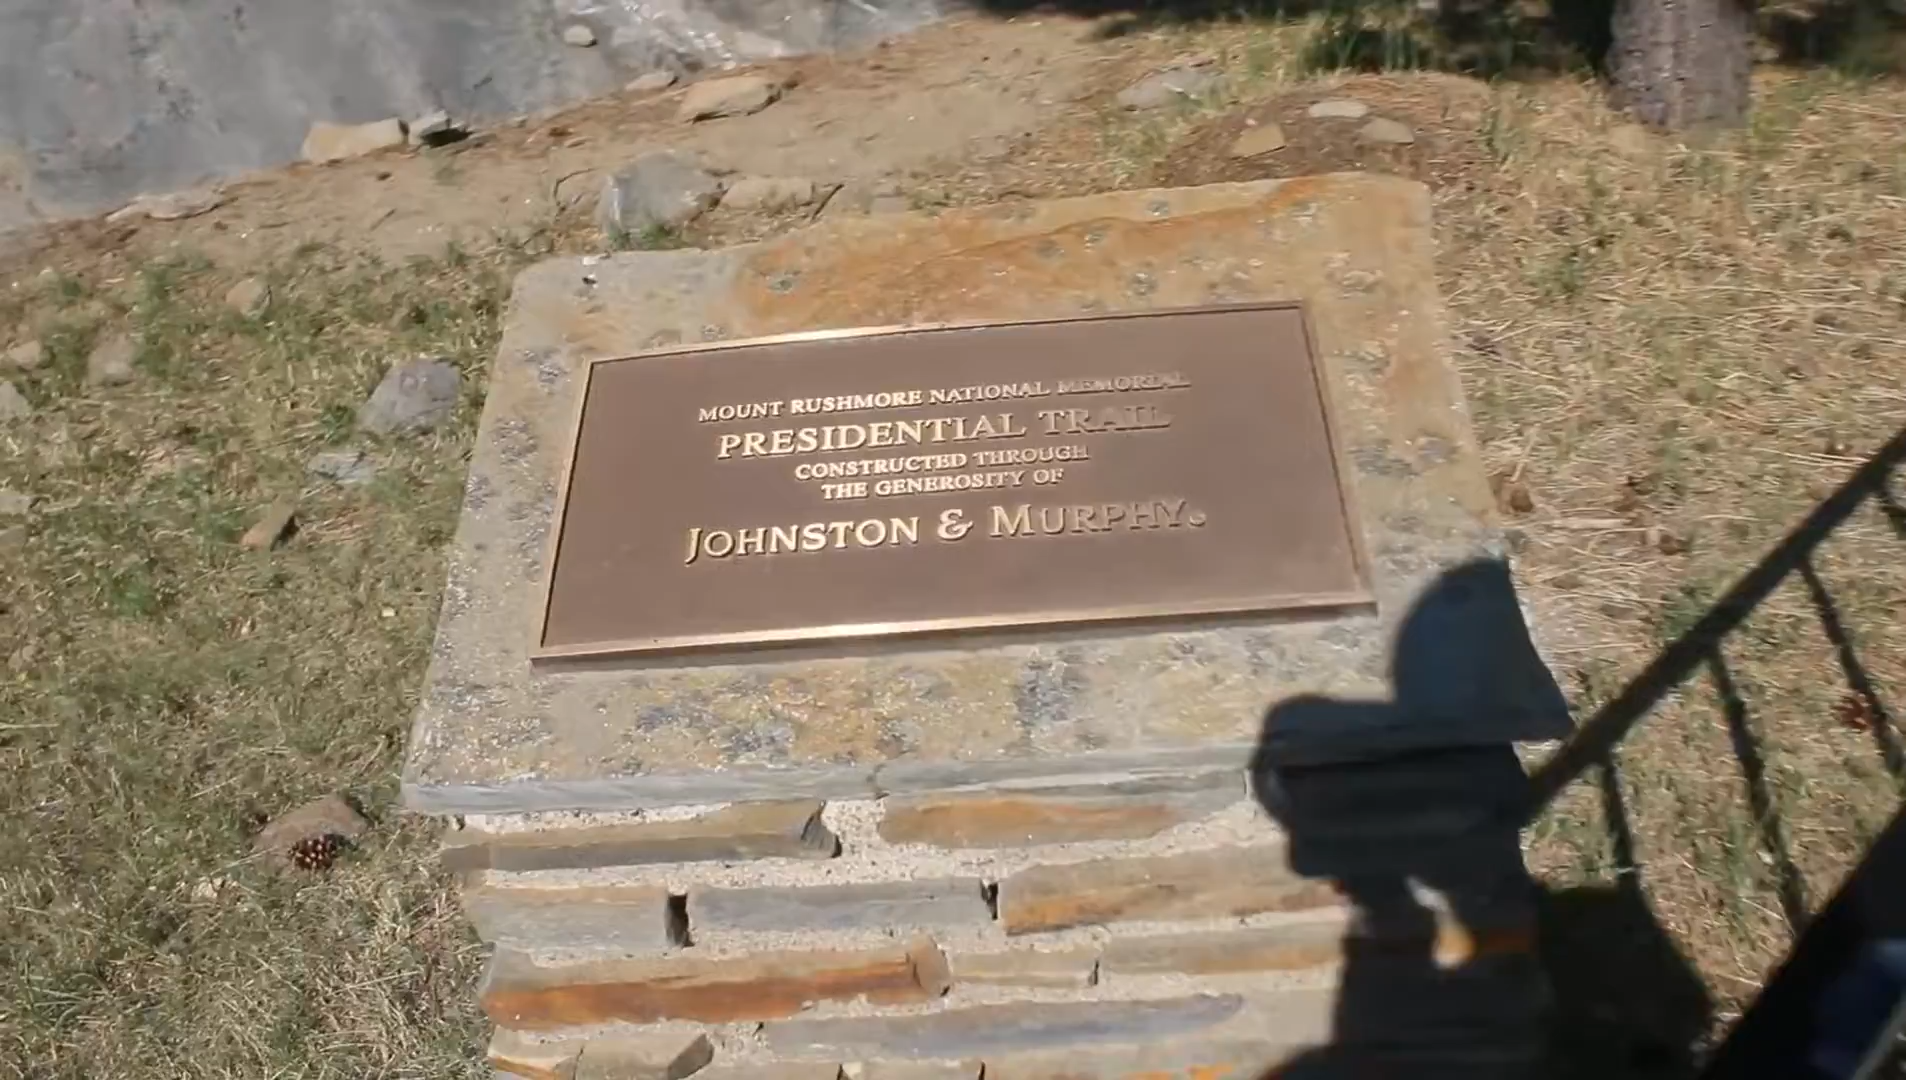 MOUNT RUSHMORE NATIONAL MEMORIAL
PRESIDENTIAL TRAIL
CONSTRUCTED THROUGH
THE GENEROSITY OF
JOHNSTON & MURPHY®